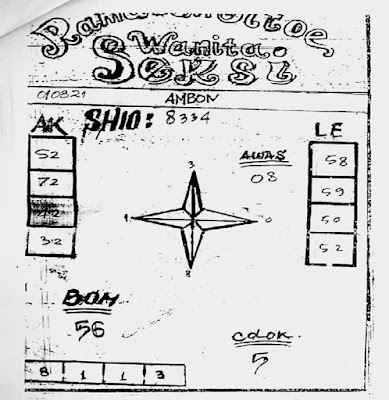 Wanita
Seksi
010821
AMBON
SHIO: 8334
AK
LE
52
72
32
58
59
50
52
AWAS
08
3
1
0
8
BOM
56
COLOK
5
8 1 1 3